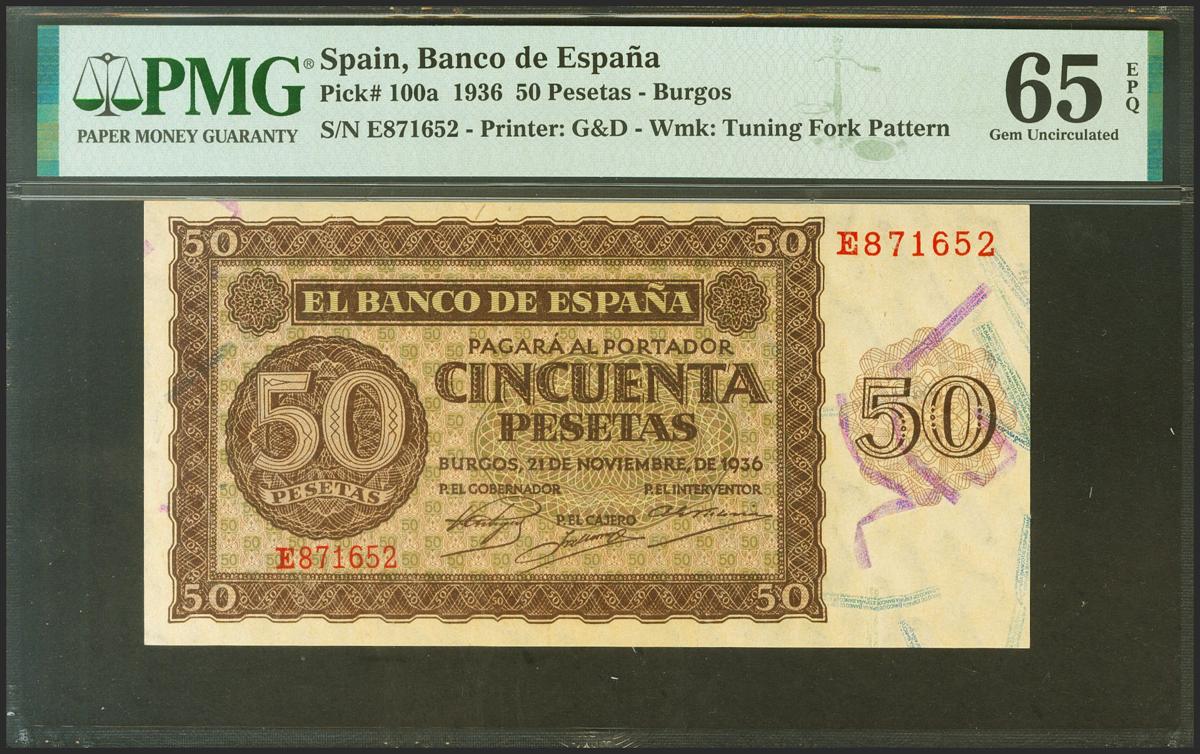 PMG®
PAPER MONEY GUARANTY
Spain, Banco de España
Pick# 100a 1936 50 Pesetas - Burgos
S/N E871652 - Printer: G&D - Wmk: Tuning Fork Pattern
65
EPQ
Gem Uncirculated
50
50
E871652
EL BANCO DE ESPAÑA
PAGARÁ AL PORTADOR
CINCUENTA
PESETAS
50
PESETAS
50
BURGOS, 21 DE NOVIEMBRE, DE 1936
P. EL GOBERNADOR
P. EL INTERVENTOR
P. EL CAJERO
E871652
50
50